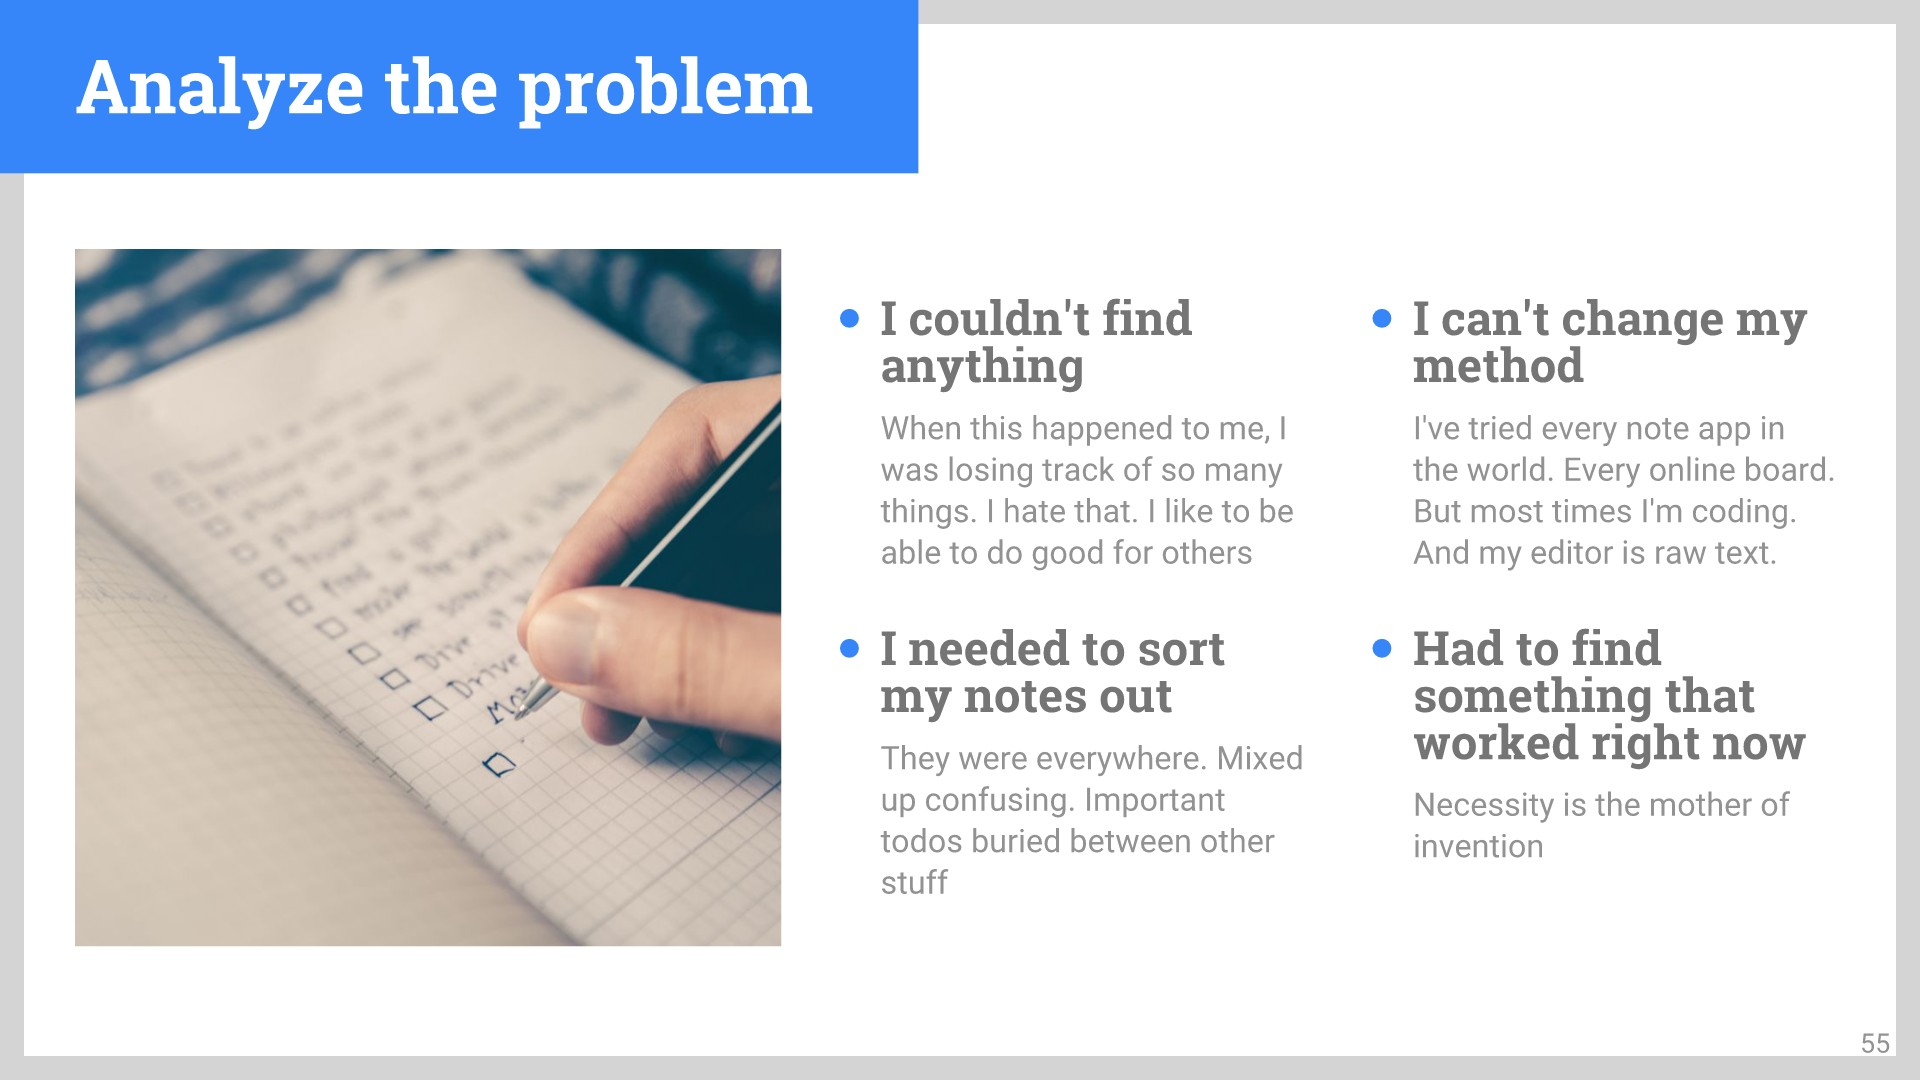 Analyze the problem
I couldn't find
anything
When this happened to me, I
was losing track of so many
things. I hate that. I like to be
able to do good for others
I needed to sort
my notes out
They were everywhere. Mixed
up confusing. Important
todos buried between other
stuff
I can't change my
method
I've tried every note app in
the world. Every online board.
But most times I'm coding.
And my editor is raw text.
Had to find
something that
worked right now
Necessity is the mother of
invention
55